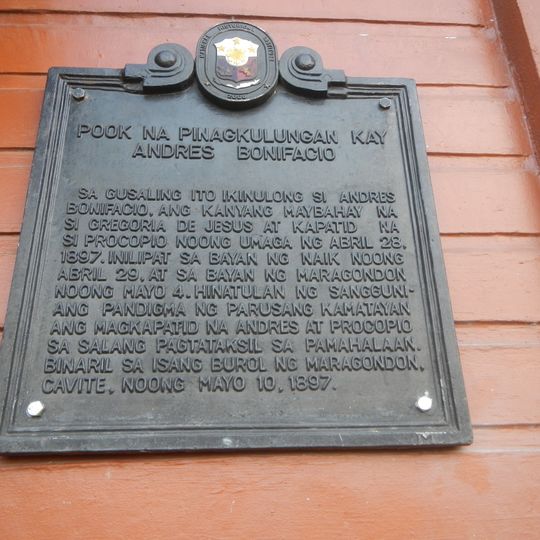 2000
POOK NA PINAGKULUNGAN KAY
ANDRES BONIFACIO
SA GUSALING ITO IKINULONG SI ANDRES
BONIFACIO, ANG KANYANG MAYBAHAY NA
SI GREGORIA DE JESUS AT KAPATID NA
SI PROCOPIO NOONG UMAGA NG ABRIL 28,
1897. INILIPAT SA BAYAN NG NAIK NOONG
ABRIL 29, AT SA BAYAN NG MARAGONDON
NOONG MAYO 4. HINATULAN NG SANGGUNI-
ANG PANDIGMA NG PARUSANG KAMATAYAN
ANG MAGKAPATID NA ANDRES AT PROCOPIO
SA SALANG PAGTATAKSIL SA PAMAHALAAN.
BINARIL SA ISANG BUROL NG MARAGONDON,
CAVITE, NOONG MAYO 10, 1897.